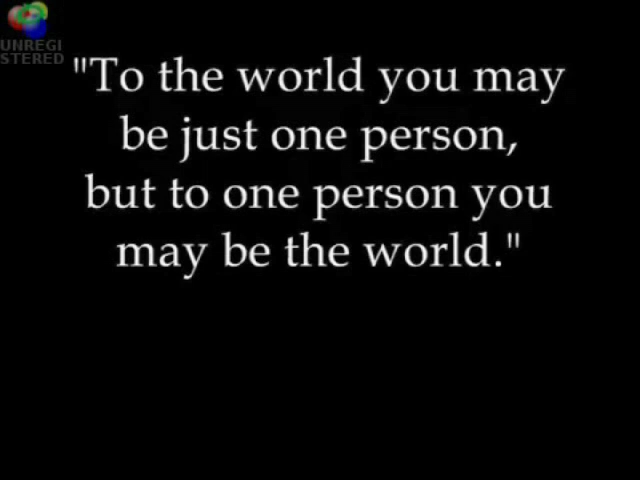 UNREGI
STERED
"To the world you may
be just one person,
but to one person you
may be the world."